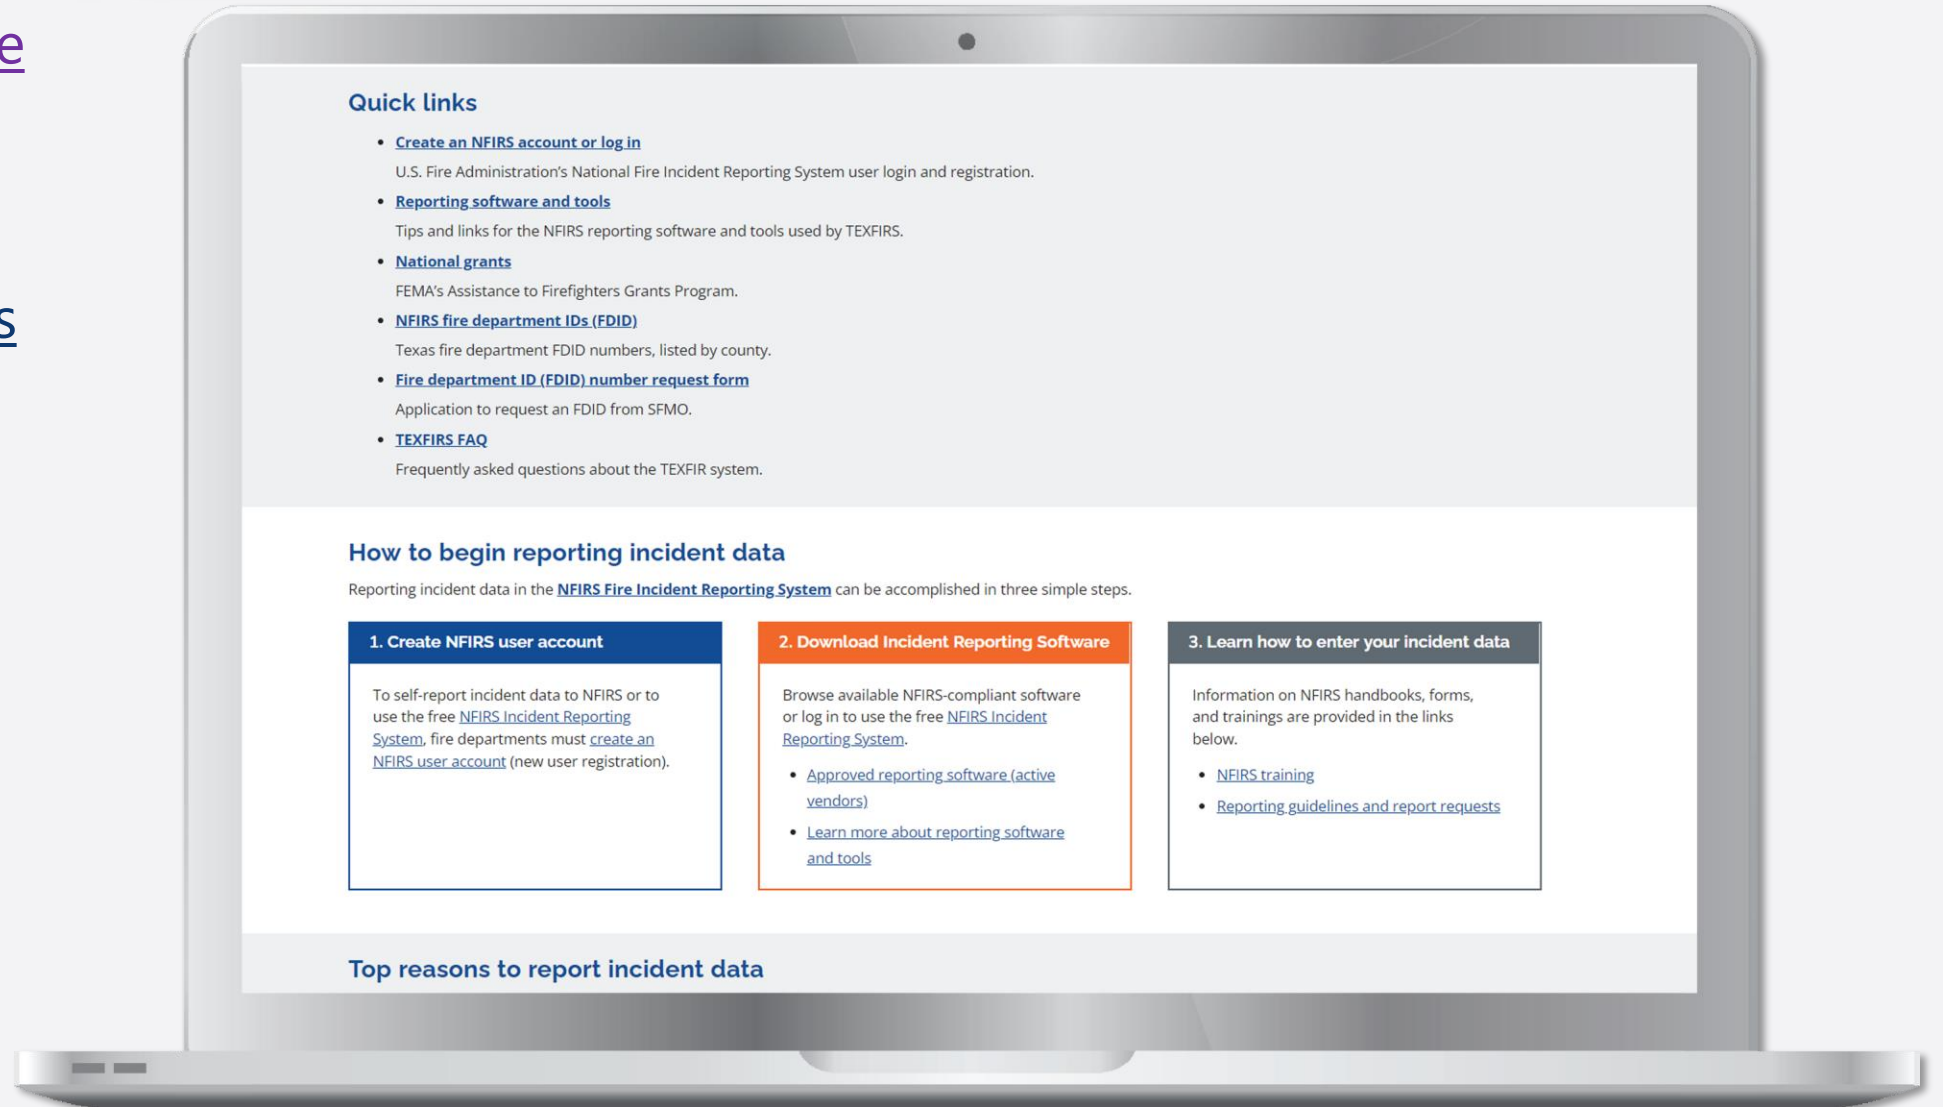 e
s
Quick links
• Create an NFIRS account or log in
U.S. Fire Administration's National Fire Incident Reporting System user login and registration.
• Reporting software and tools
Tips and links for the NFIRS reporting software and tools used by TEXFIRS.
• National grants
FEMA's Assistance to Firefighters Grants Program.
• NFIRS fire department IDs (FDID)
Texas fire department FDID numbers, listed by county.
• Fire department ID (FDID) number request form
Application to request an FDID from SFMO.
• TEXFIRS FAQ
Frequently asked questions about the TEXFIR system.
How to begin reporting incident data
Reporting incident data in the NFIRS Fire Incident Reporting System can be accomplished in three simple steps.
1. Create NFIRS user account
To self-report incident data to NFIRS or to
use the free NFIRS Incident Reporting
System, fire departments must create an
NFIRS user account (new user registration).
2. Download Incident Reporting Software
Browse available NFIRS-compliant software
or log in to use the free NFIRS Incident
Reporting System.
• Approved reporting software (active
vendors)
• Learn more about reporting software
and tools
3. Learn how to enter your incident data
Information on NFIRS handbooks, forms,
and trainings are provided in the links
below.
• NFIRS training
• Reporting guidelines and report requests
Top reasons to report incident data